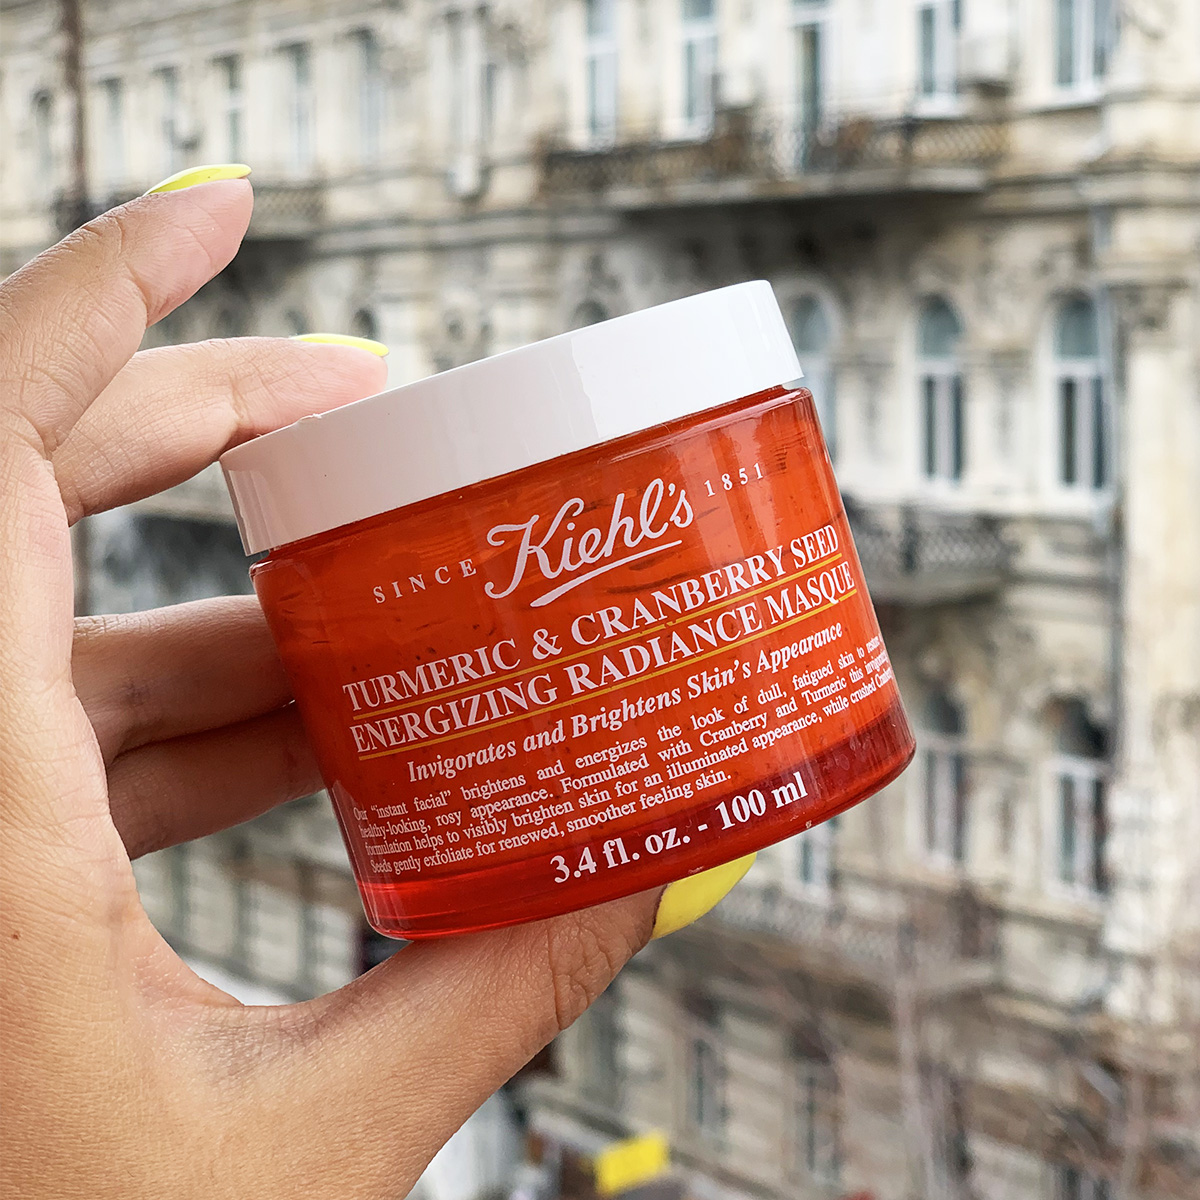 SINCE Kiehl's 1851
TURMERIC & CRANBERRY SEED
ENERGIZING RADIANCE MASQUE
Invigorates and Brightens Skin's Appearance
Our "instant facial" brightens and energizes the look of dull, fatigued skin to restore
healthy-looking, rosy appearance. Formulated with Cranberry and Turmeric this
formulation helps to visibly brighten skin for an illuminated appearance, while crushed
Seeds gently exfoliate for renewed, smoother feeling skin.
3.4 fl. oz. - 100 ml